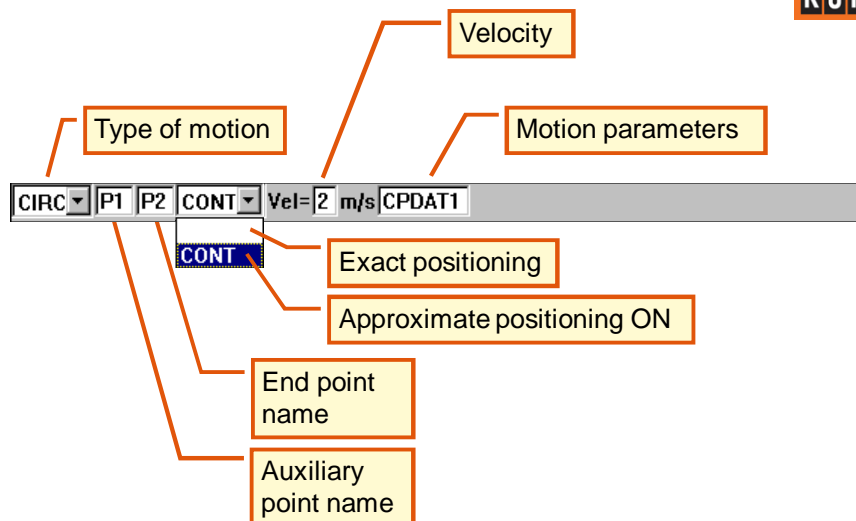 Velocity
Type of motion
Motion parameters
CIRC P1 P2 CONT Vel= 2 m/s CPDAT1
CONT
Exact positioning
Approximate positioning ON
End point
name
Auxiliary
point name